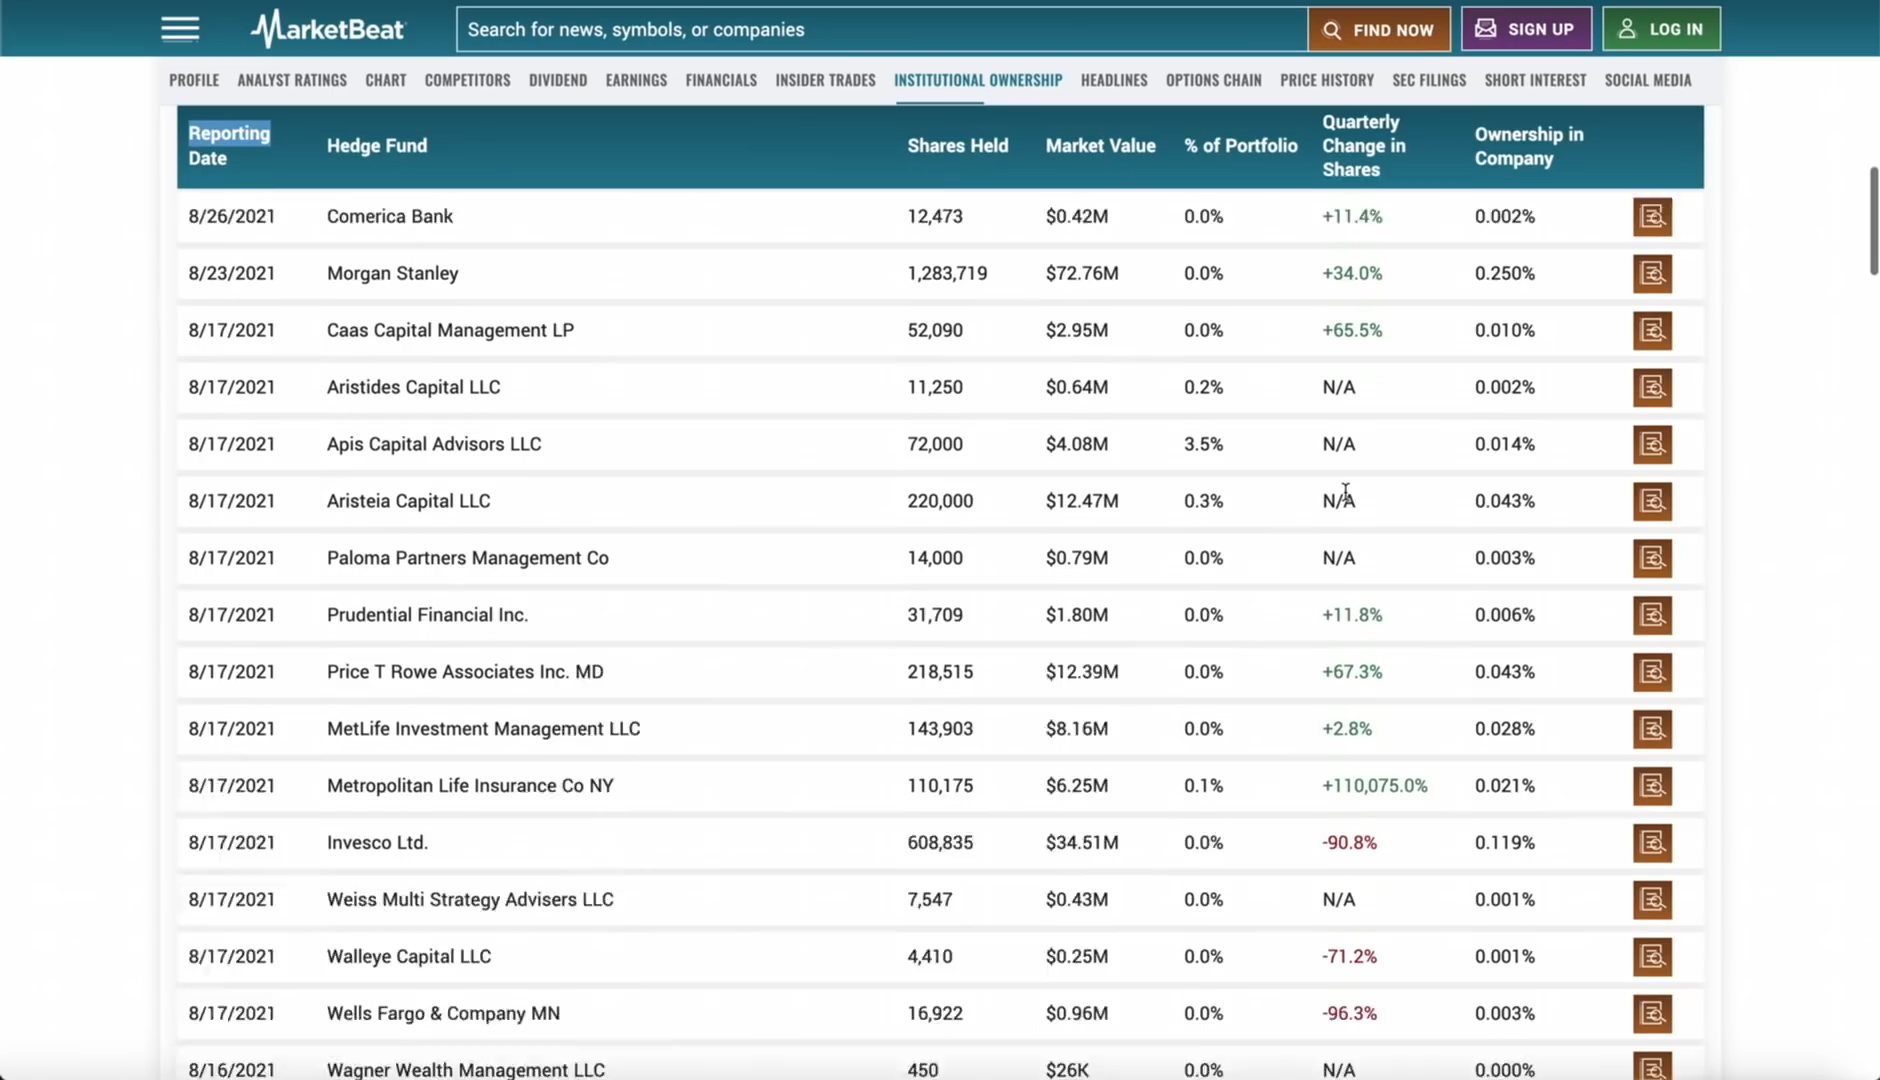 MarketBeat
Search for news, symbols, or companies
FIND NOW
SIGN UP
LOG IN
PROFILE ANALYST RATINGS CHART COMPETITORS DIVIDEND EARNINGS FINANCIALS INSIDER TRADES INSTITUTIONAL OWNERSHIP HEADLINES OPTIONS CHAIN PRICE HISTORY SEC FILINGS SHORT INTEREST SOCIAL MEDIA
Reporting
Date
Hedge Fund
Shares Held
Market Value
% of Portfolio
Quarterly
Change in
Shares
Ownership in
Company
8/26/2021 Comerica Bank 12,473 $0.42M 0.0% +11.4% 0.002%
8/23/2021 Morgan Stanley 1,283,719 $72.76M 0.0% +34.0% 0.250%
8/17/2021 Caas Capital Management LP 52,090 $2.95M 0.0% +65.5% 0.010%
8/17/2021 Aristides Capital LLC 11,250 $0.64M 0.2% N/A 0.002%
8/17/2021 Apis Capital Advisors LLC 72,000 $4.08M 3.5% N/A 0.014%
8/17/2021 Aristeia Capital LLC 220,000 $12.47M 0.3% N/A 0.043%
8/17/2021 Paloma Partners Management Co 14,000 $0.79M 0.0% N/A 0.003%
8/17/2021 Prudential Financial Inc. 31,709 $1.80M 0.0% +11.8% 0.006%
8/17/2021 Price T Rowe Associates Inc. MD 218,515 $12.39M 0.0% +67.3% 0.043%
8/17/2021 MetLife Investment Management LLC 143,903 $8.16M 0.0% +2.8% 0.028%
8/17/2021 Metropolitan Life Insurance Co NY 110,175 $6.25M 0.1% +110,075.0% 0.021%
8/17/2021 Invesco Ltd. 608,835 $34.51M 0.0% -90.8% 0.119%
8/17/2021 Weiss Multi Strategy Advisers LLC 7,547 $0.43M 0.0% N/A 0.001%
8/17/2021 Walleye Capital LLC 4,410 $0.25M 0.0% -71.2% 0.001%
8/17/2021 Wells Fargo & Company MN 16,922 $0.96M 0.0% -96.3% 0.003%
8/16/2021 Wagner Wealth Management LLC 450 $26K 0.0% N/A 0.000%